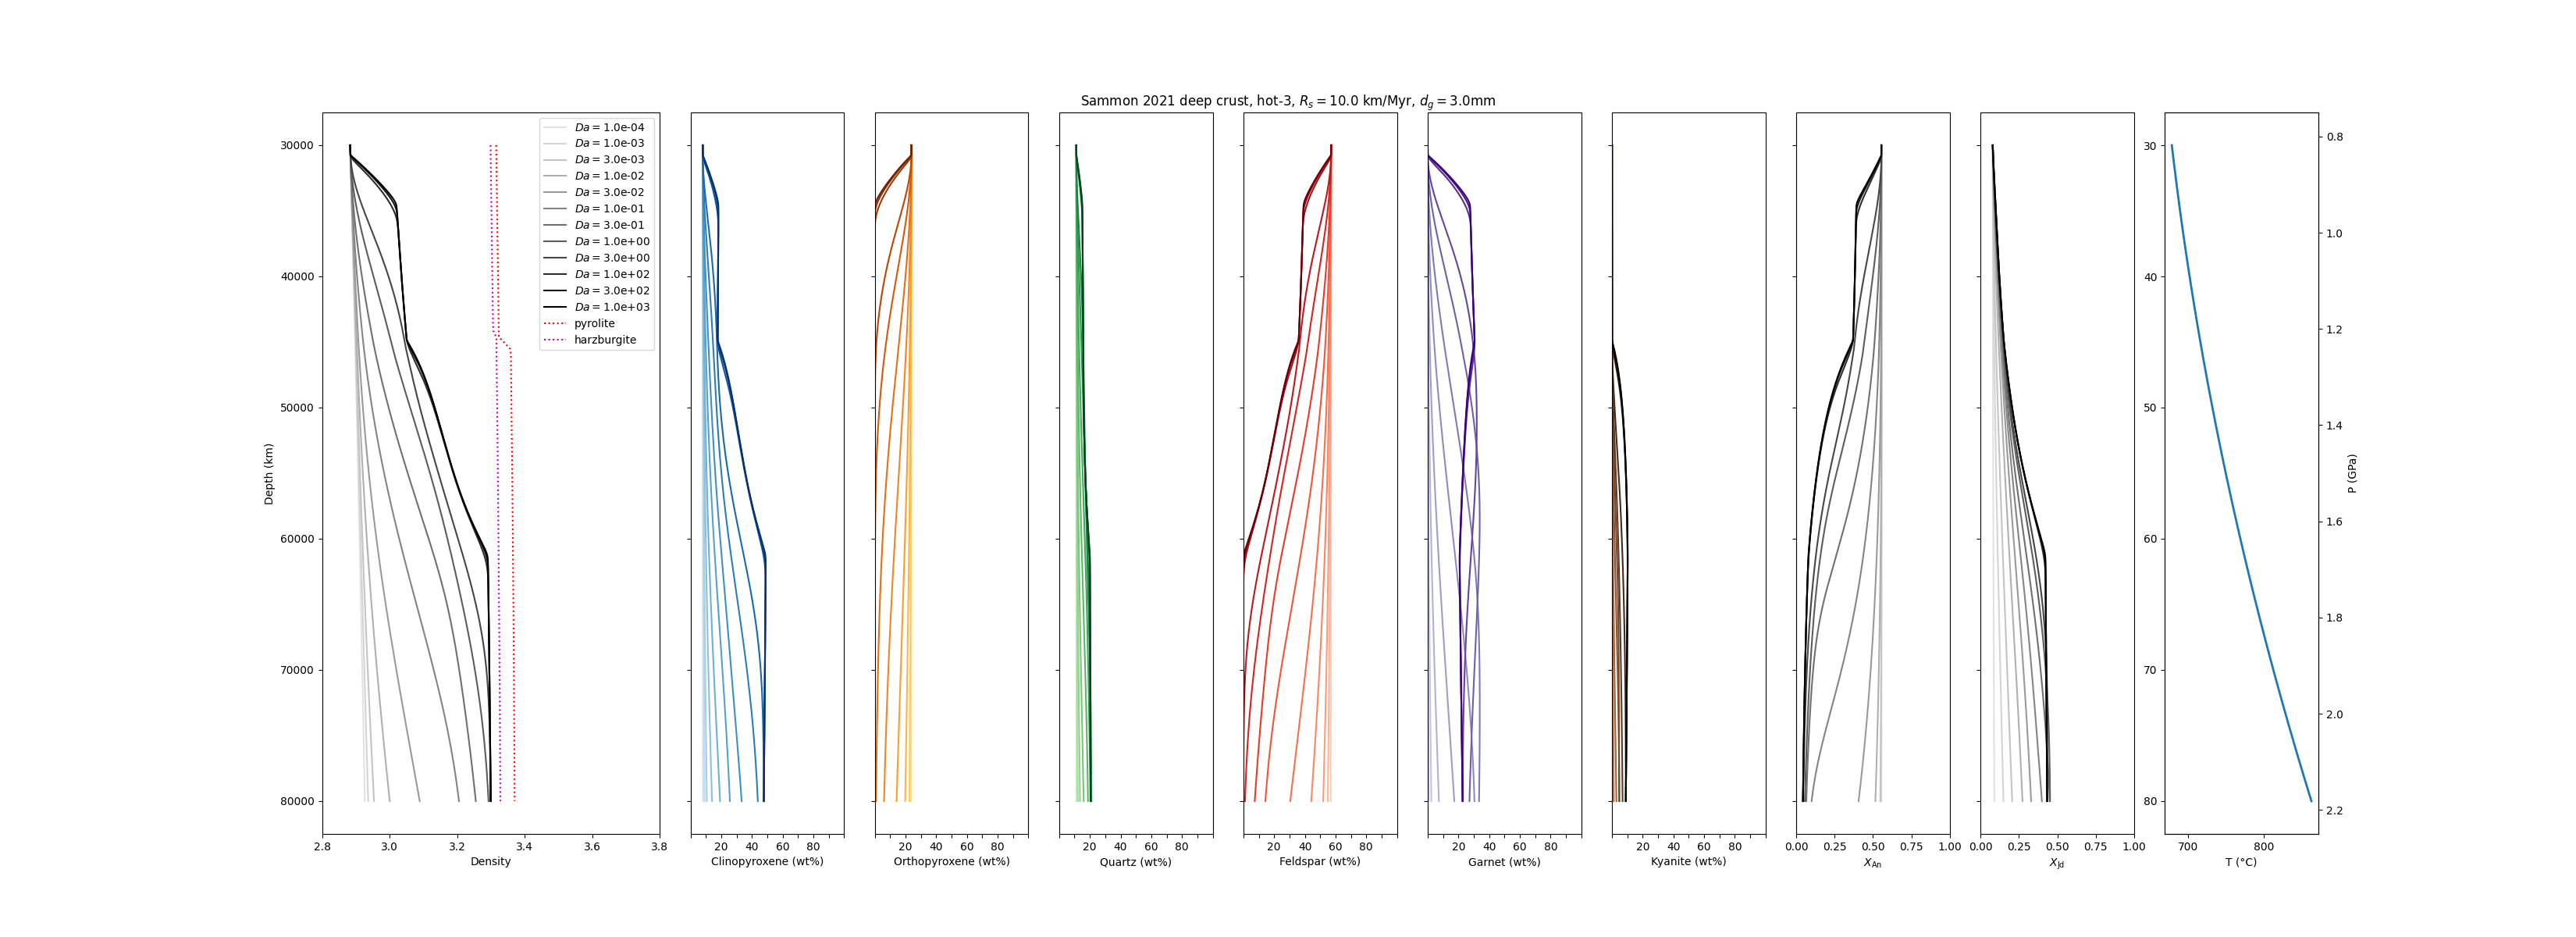 Sammon 2021 deep crust, hot-3, Rs = 10.0 km/Myr, dg = 3.0mm
Da = 1.0e-04
Da = 1.0e-03
Da = 3.0e-03
Da = 1.0e-02
Da = 3.0e-02
Da = 1.0e-01
Da = 3.0e-01
Da = 1.0e+00
Da = 3.0e+00
Da = 1.0e+02
Da = 3.0e+02
Da = 1.0e+03
pyrolite
harzburgite
Depth (km)
30000
40000
50000
60000
70000
80000
2.8 3.0 3.2 3.4 3.6 3.8
Density
20 40 60 80
Clinopyroxene (wt%)
20 40 60 80
Orthopyroxene (wt%)
20 40 60 80
Quartz (wt%)
20 40 60 80
Feldspar (wt%)
20 40 60 80
Garnet (wt%)
20 40 60 80
Kyanite (wt%)
0.00 0.25 0.50 0.75 1.00
XAn
0.00 0.25 0.50 0.75 1.00
XJd
30
40
50
60
70
80
700 800
T (°C)
0.8
1.0
1.2
1.4
1.6
1.8
2.0
2.2
P (GPa)